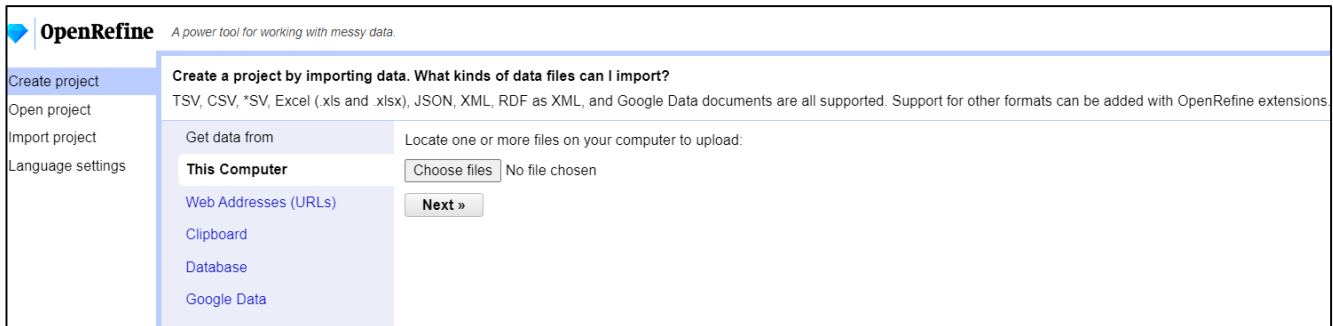 OpenRefine A power tool for working with messy data.
Create project
Open project
Import project
Language settings
Create a project by importing data. What kinds of data files can I import?
TSV, CSV, *SV, Excel (.xls and .xlsx), JSON, XML, RDF as XML, and Google Data documents are all supported. Support for other formats can be added with OpenRefine extensions.
Get data from
This Computer
Web Addresses (URLs)
Clipboard
Database
Google Data
Locate one or more files on your computer to upload:
Choose files No file chosen
Next »